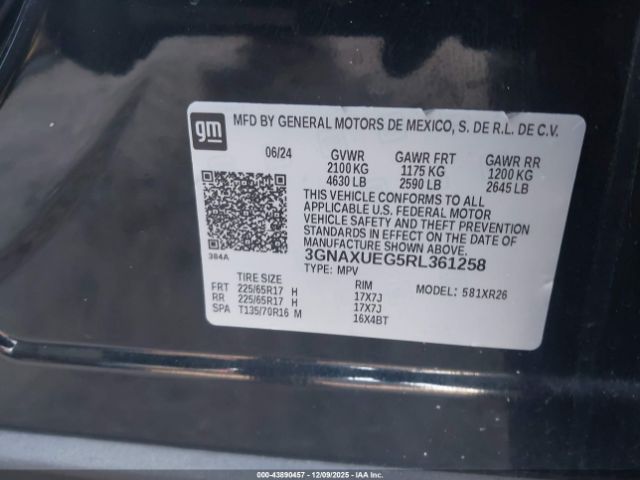 gm MFD BY GENERAL MOTORS DE MEXICO, S. DE R.L. DE C.V.
06/24 GVWR GAWR FRT GAWR RR
2100 KG 1175 KG 1200 KG
4630 LB 2590 LB 2645 LB
THIS VEHICLE CONFORMS TO ALL
APPLICABLE U.S. FEDERAL MOTOR
VEHICLE SAFETY AND THEFT PREVENTION
STANDARDS IN EFFECT ON THE DATE OF
MANUFACTURE SHOWN ABOVE.
384A 3GNAXUEG5RL361258
TYPE: MPV
TIRE SIZE RIM MODEL: 581XR26
FRT 225/65R17 H 17X7J
RR 225/65R17 H 17X7J
SPA T135/70R16 M 16X4BT
000-43890457 - 12/09/2025 - IAA4